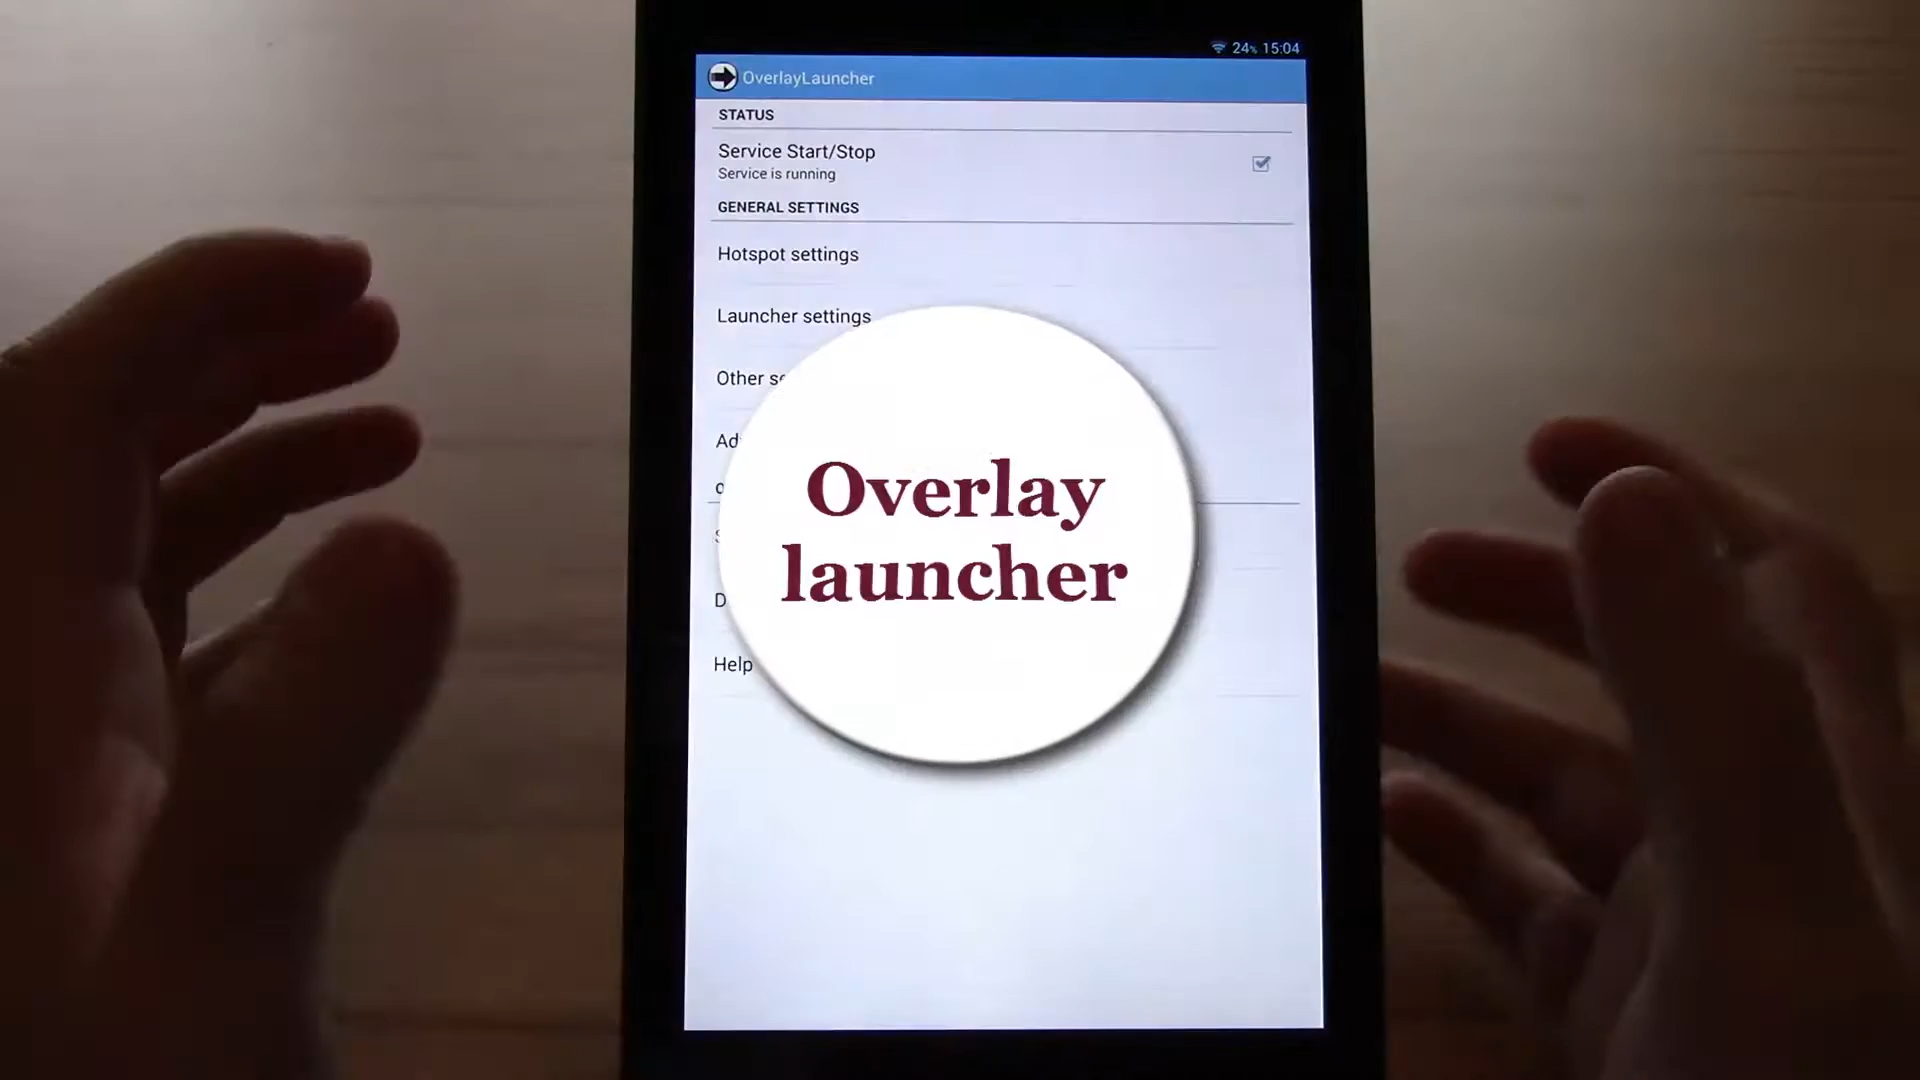 24% 15:04
OverlayLauncher
STATUS
Service Start/Stop
Service is running
GENERAL SETTINGS
Hotspot settings
Launcher settings
Other
Overlay
launcher
Help